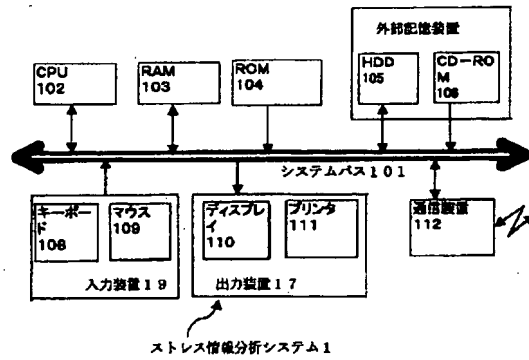 外部記憶装置
CPU
102
RAM
103
ROM
104
HDD
105
CD-RO
M
106
システムバス101
キーボー
ド
108
マウス
109
入力装置19
ディスプレ
イ
110
プリンタ
111
出力装置17
通信装置
112
ストレス情報分析システム1